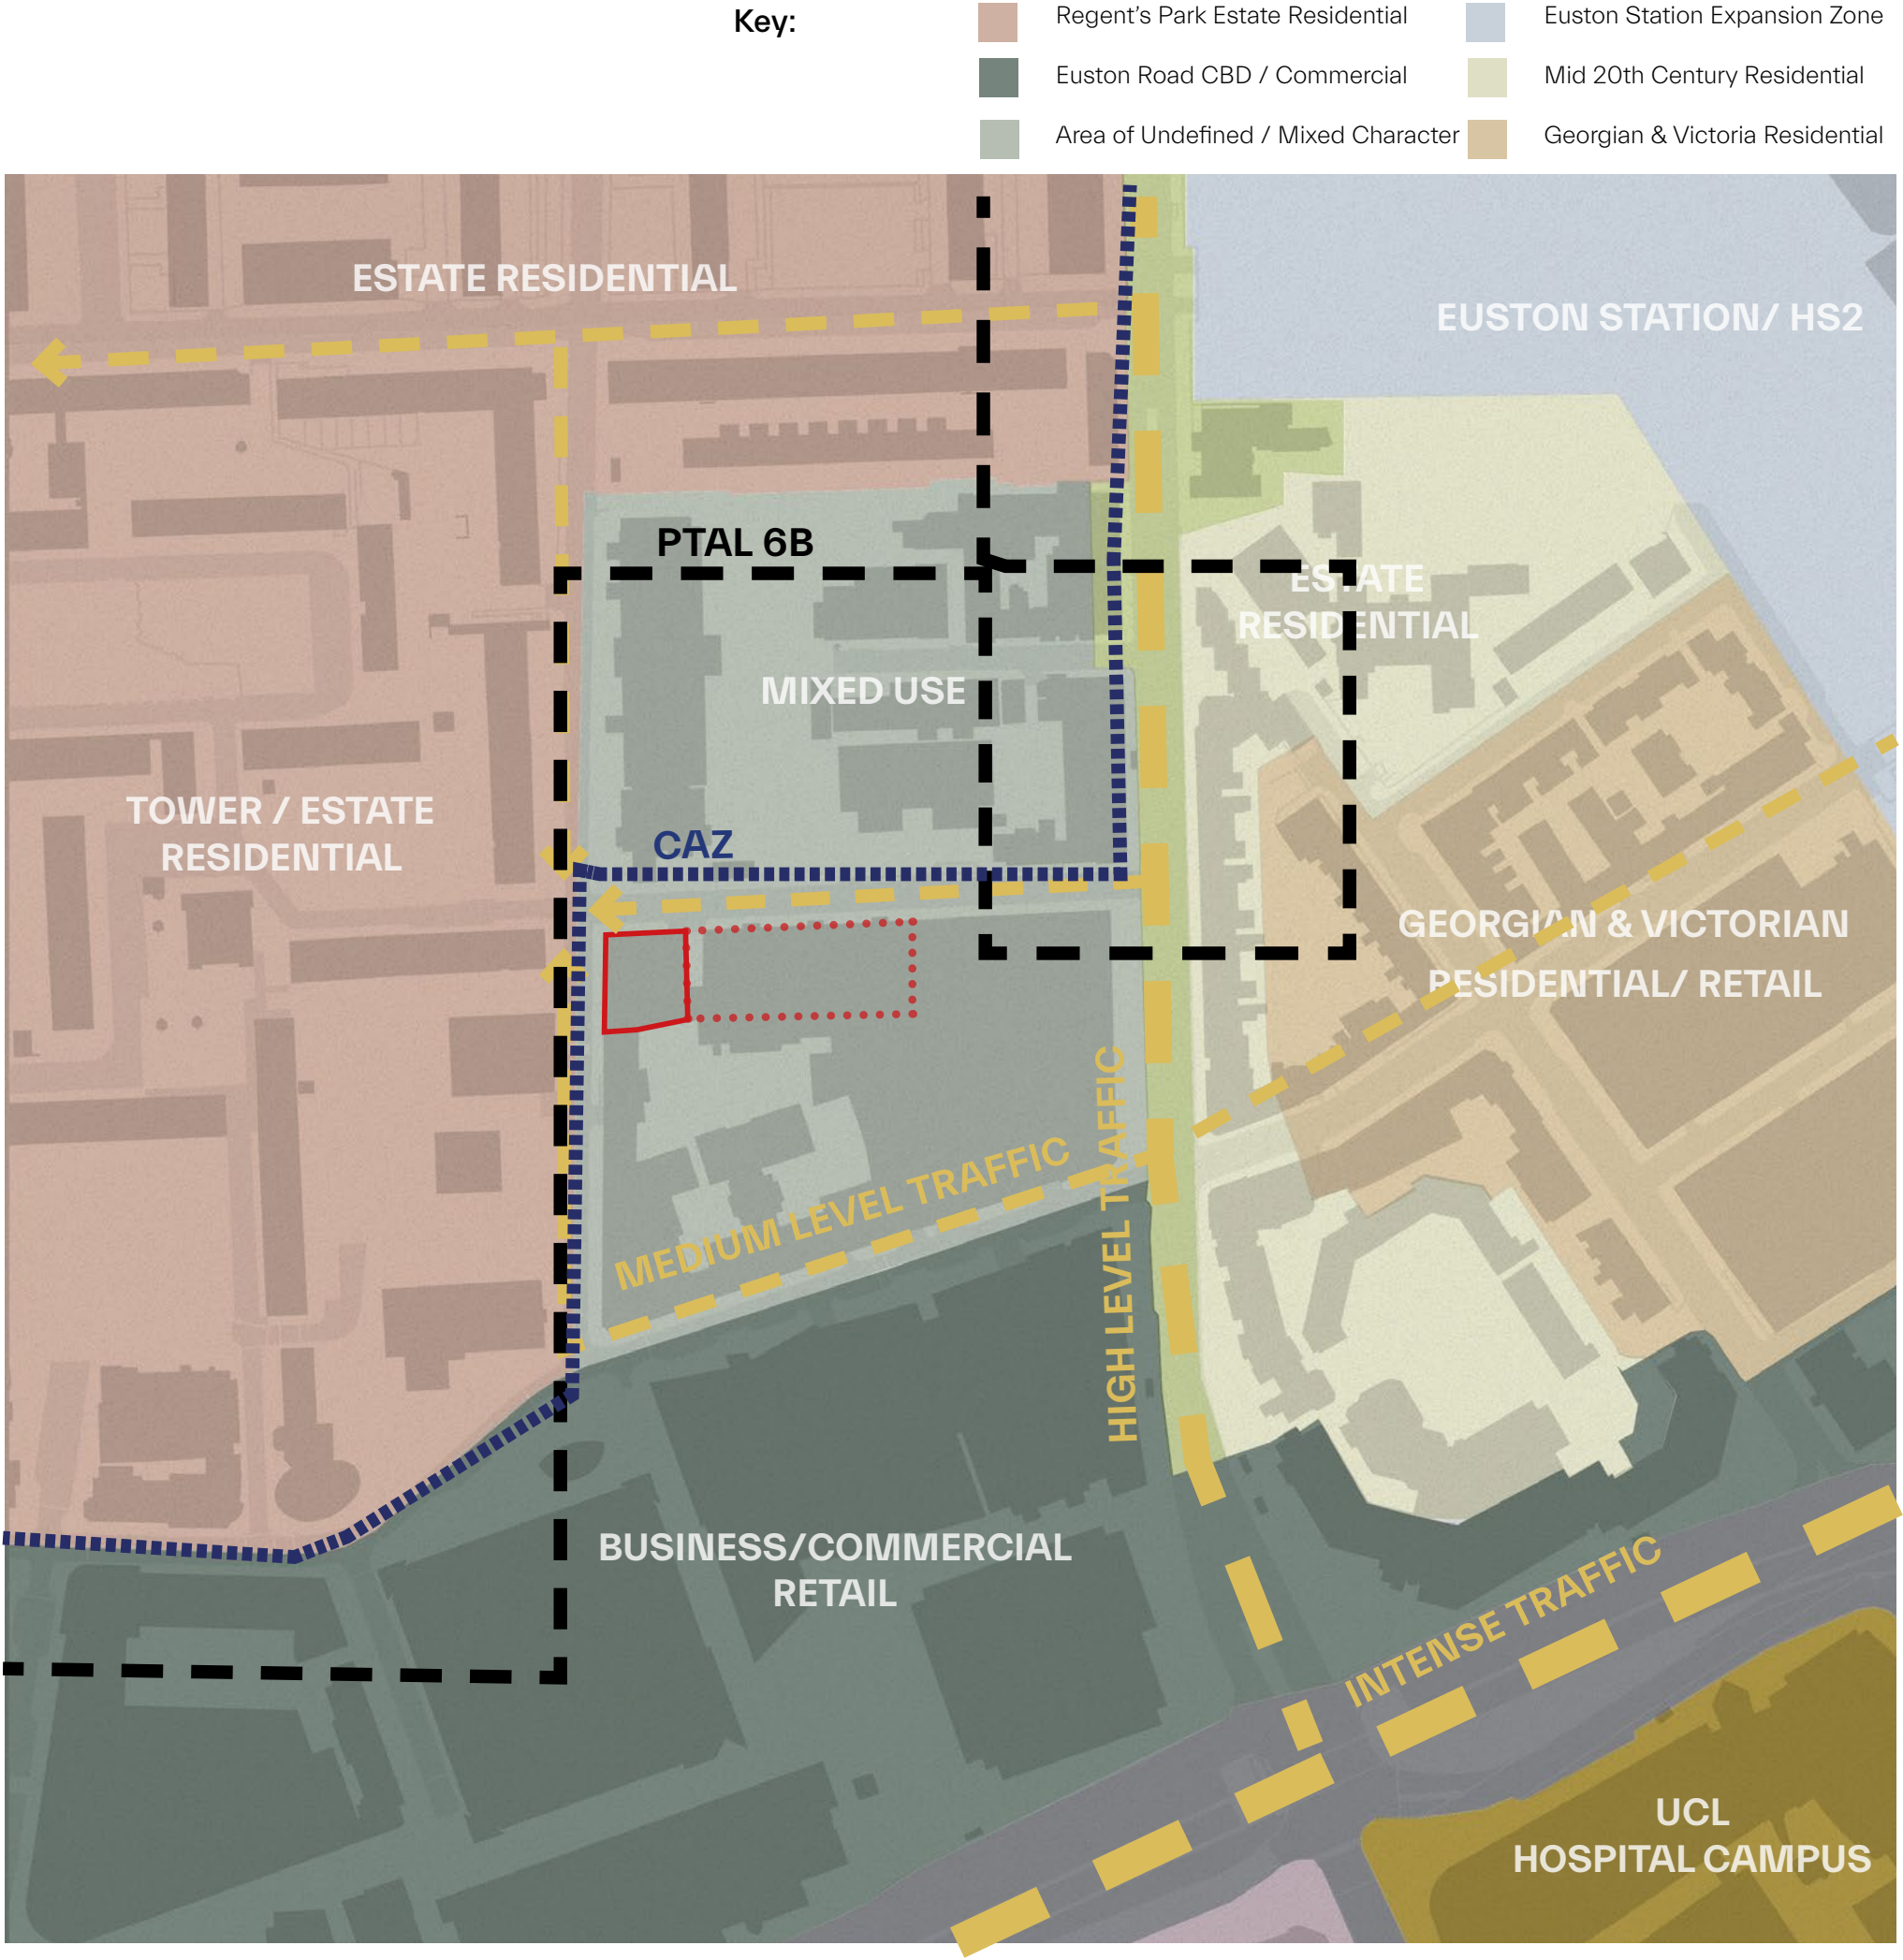 Key:
Regent's Park Estate Residential
Euston Station Expansion Zone
Euston Road CBD / Commercial
Mid 20th Century Residential
Area of Undefined / Mixed Character
Georgian & Victoria Residential
ESTATE RESIDENTIAL
EUSTON STATION/ HS2
PTAL 6B
ESTATE
RESIDENTIAL
MIXED USE
TOWER / ESTATE
RESIDENTIAL
CAZ
GEORGIAN & VICTORIAN
RESIDENTIAL/ RETAIL
MEDIUM LEVEL TRAFFIC
HIGH LEVEL TRAFFIC
BUSINESS/COMMERCIAL
RETAIL
INTENSE TRAFFIC
UCL
HOSPITAL CAMPUS